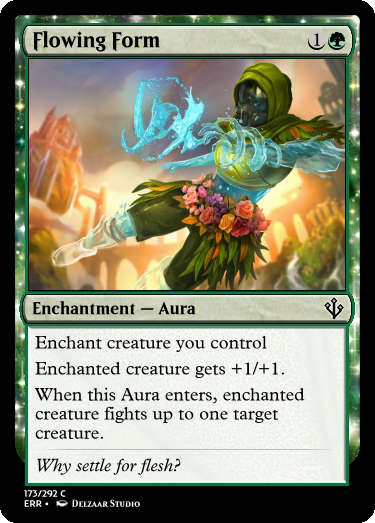 Flowing Form 1
Enchantment — Aura
Enchant creature you control
Enchanted creature gets +1/+1.
When this Aura enters, enchanted
creature fights up to one target
creature.
Why settle for flesh?
173/292 C
ERR • Delzaar Studio